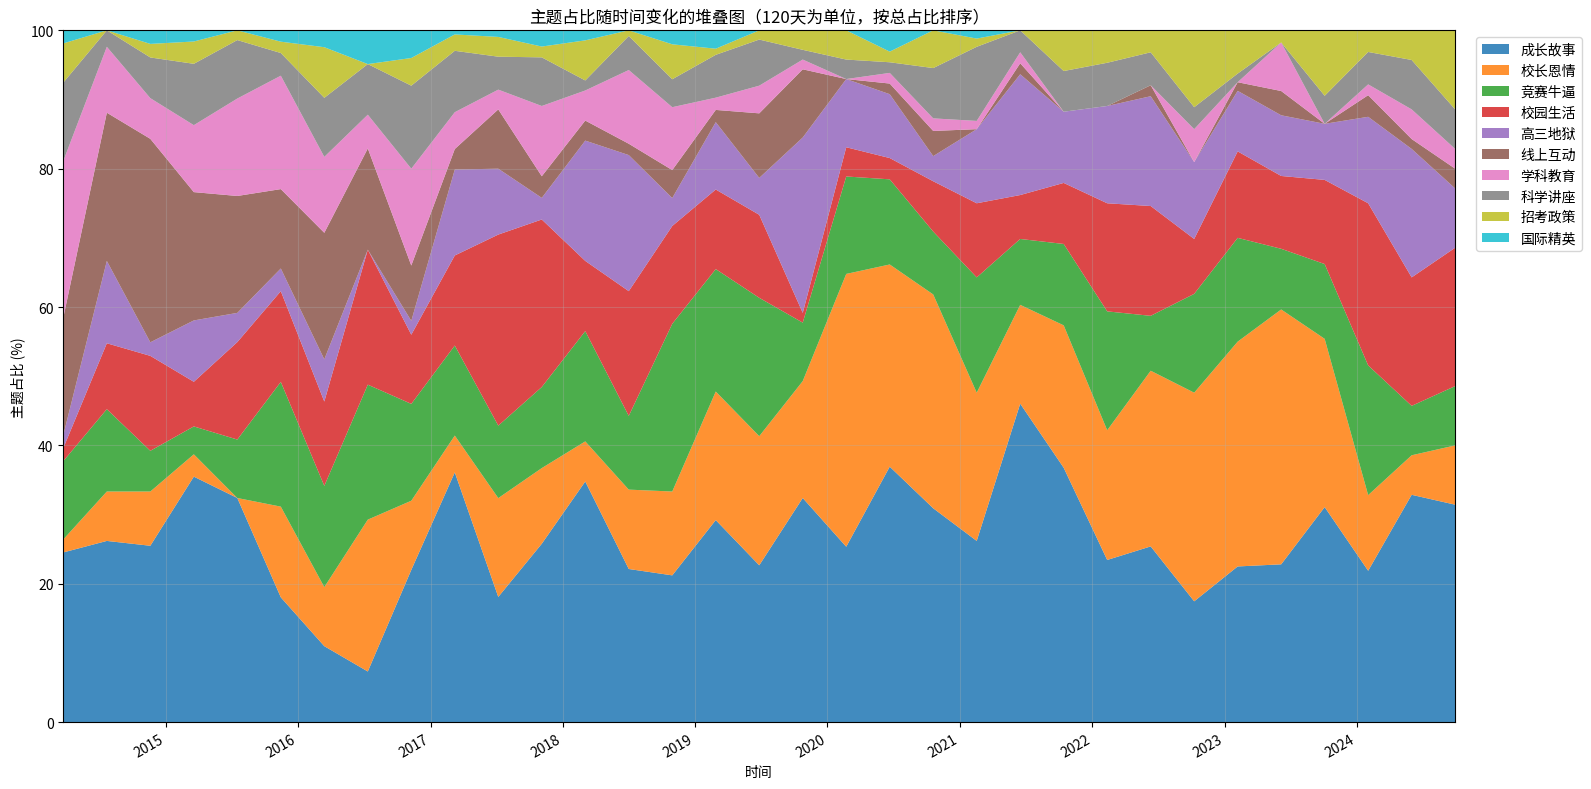 主题占比随时间变化的堆叠图（120天为单位，按总占比排序）
主题占比 (%)
100
80
60
40
20
0
2015
2016
2017
2018
2019
2020
2021
2022
2023
2024
时间
成长故事
校长恩情
竞赛牛逼
校园生活
高三地狱
线上互动
学科教育
科学讲座
招考政策
国际精英